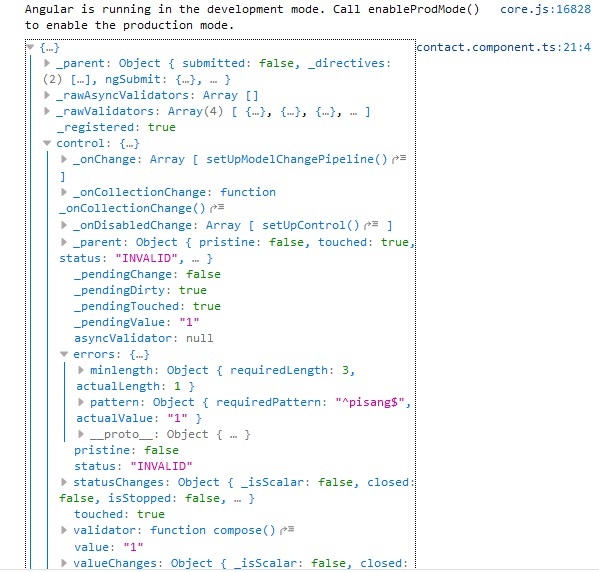 Angular is running in the development mode. Call enableProdMode() core.js:16828
to enable the production mode.
{…} contact.component.ts:21:4
_parent: Object { submitted: false, _directives:
(2) […], ngSubmit: {…}, … }
_rawAsyncValidators: Array []
_rawValidators: Array(4) [ {…}, {…}, {…}, … ]
_registered: true
control: {…}
_onChange: Array [ setUpModelChangePipeline()
]
_onCollectionChange: function
_onCollectionChange()
_onDisabledChange: Array [ setUpControl() ]
_parent: Object { pristine: false, touched: true,
status: "INVALID", … }
_pendingChange: false
_pendingDirty: true
_pendingTouched: true
_pendingValue: "1"
asyncValidator: null
errors: {…}
minlength: Object { requiredLength: 3,
actualLength: 1 }
pattern: Object { requiredPattern: "^pisang$",
actualValue: "1" }
__proto__: Object { … }
pristine: false
status: "INVALID"
statusChanges: Object { _isScalar: false, closed:
false, isStopped: false, … }
touched: true
validator: function compose()
value: "1"
valueChanges: Object { _isScalar: false, closed: